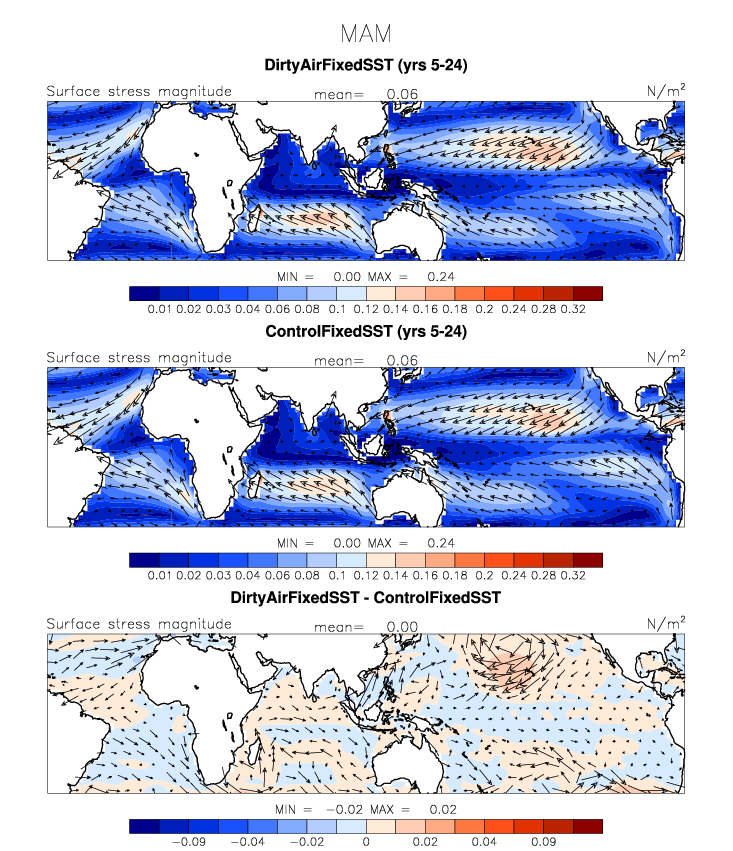 MAM
DirtyAirFixedSST (yrs 5-24)
Surface stress magnitude mean= 0.06 N/m²
MIN = 0.00 MAX = 0.24
0.01 0.02 0.03 0.04 0.06 0.08 0.1 0.12 0.14 0.16 0.18 0.2 0.24 0.28 0.32
ControlFixedSST (yrs 5-24)
Surface stress magnitude mean= 0.06 N/m²
MIN = 0.00 MAX = 0.24
0.01 0.02 0.03 0.04 0.06 0.08 0.1 0.12 0.14 0.16 0.18 0.2 0.24 0.28 0.32
DirtyAirFixedSST - ControlFixedSST
Surface stress magnitude mean= 0.00 N/m²
MIN = -0.02 MAX = 0.02
-0.09 -0.04 -0.02 0 0.02 0.04 0.09